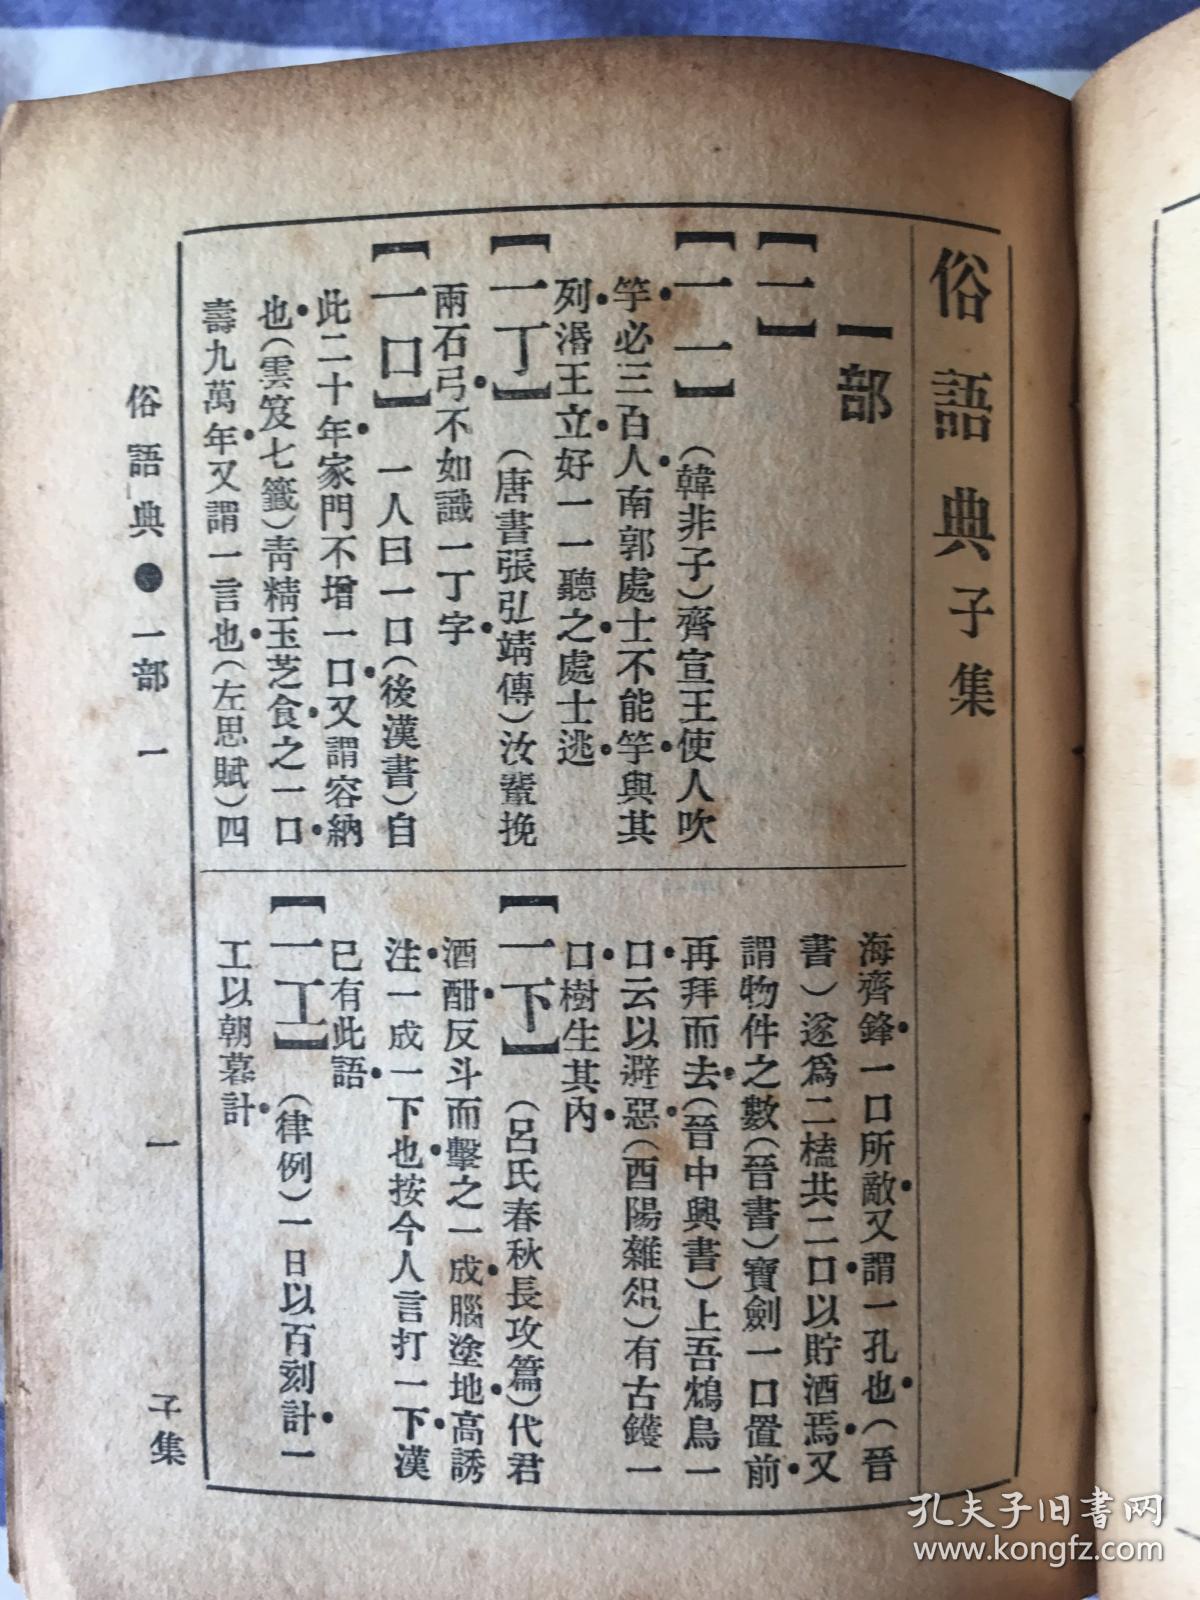 俗語典子集
一部
【一】
【一一】(韓非子)齊宣王使人吹
竽必三百人南郭處士不能竽與其
列湣王立好一一聽之處士逃
【一丁】(唐書張弘靖傳)汝輩挽
兩石弓不如識一丁字
【一口】一人曰一口(後漢書)自
此二十年家門不增一口又謂容納
也(雲笈七籤)靑精玉芝食之一口
壽九萬年又謂一言也(左思賦)四
海齊鋒一口所敵又謂一孔也(晉
書)遂爲二榼共二口以貯酒焉又
謂物件之數(晉書)寶劍一口置前
再拜而去(晉中興書)上吾鴆鳥一
口云以避惡(酉陽雜俎)有古鑊一
口樹生其內
【一下】(呂氏春秋長攻篇)代君
酒酣反斗而擊之一成腦塗地高誘
注一成一下也按今人言打一下漢
已有此語
【一工】(律例)一日以百刻計一
工以朝暮計
俗語典●一部 一
一
子集
孔夫子旧书网
www.kongfz.com